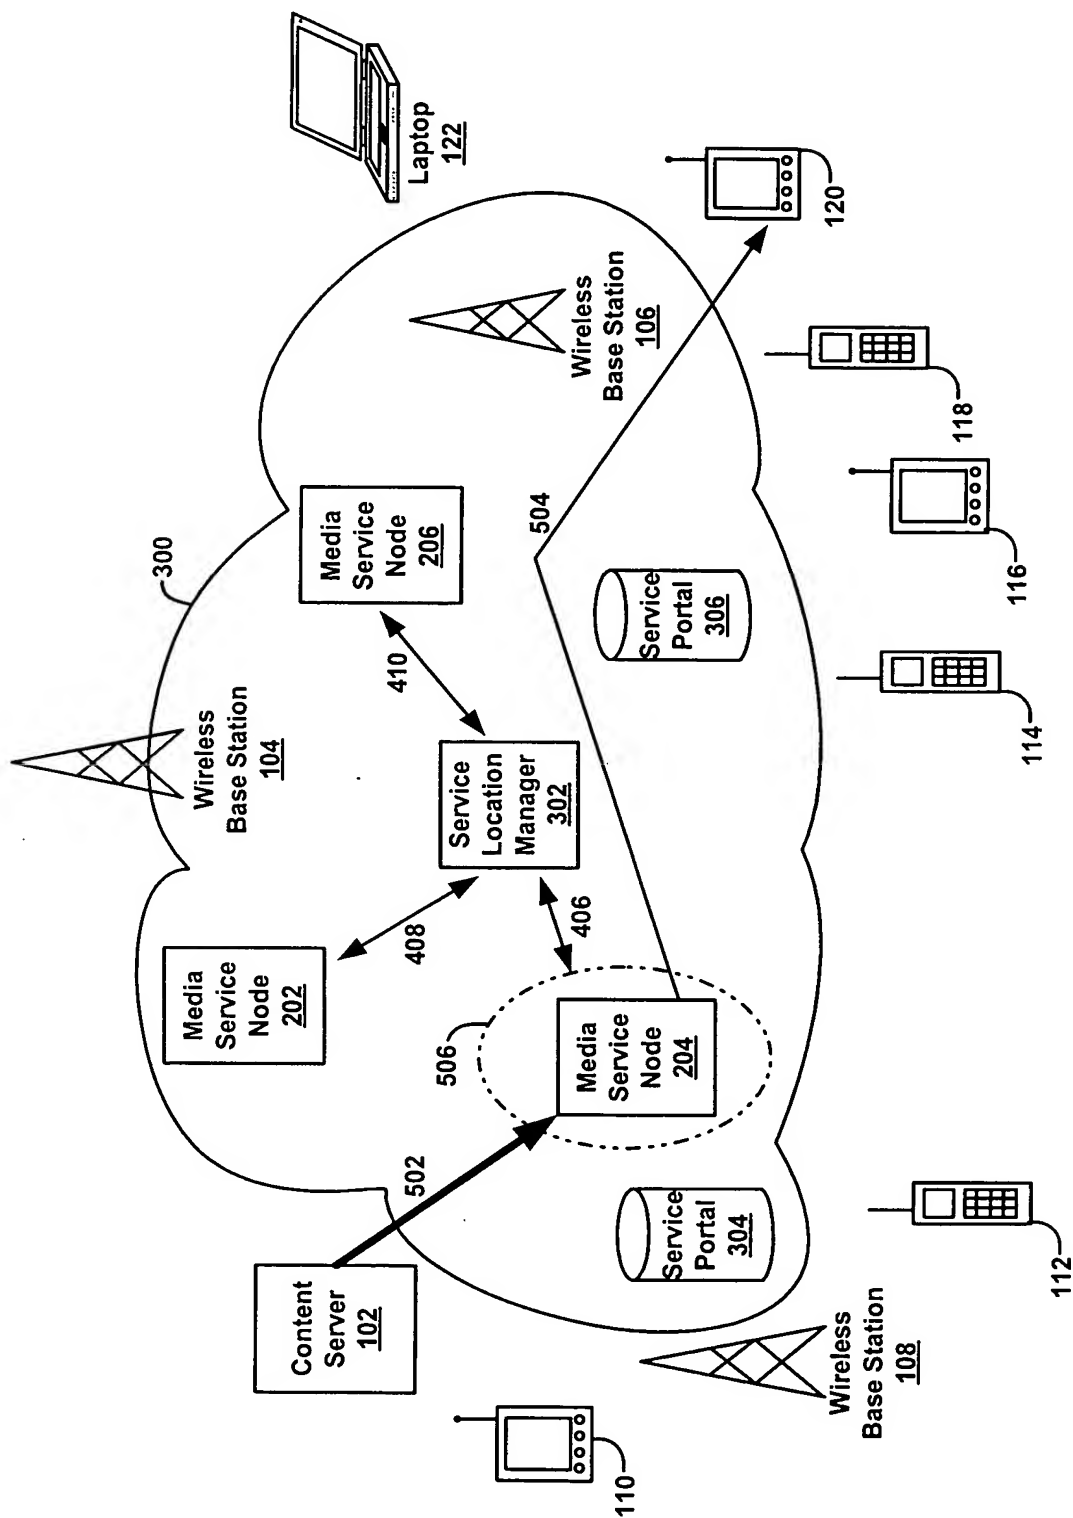 Content
Server
102
502
Media
Service
Node
202
408
506
Media
Service
Node
204
406
Service
Location
Manager
302
410
Media
Service
Node
206
300
Wireless
Base Station
104
504
Wireless
Base Station
106
Laptop
122
Service
Portal
304
Service
Portal
306
Wireless
Base Station
108
110
112
114
116
118
120